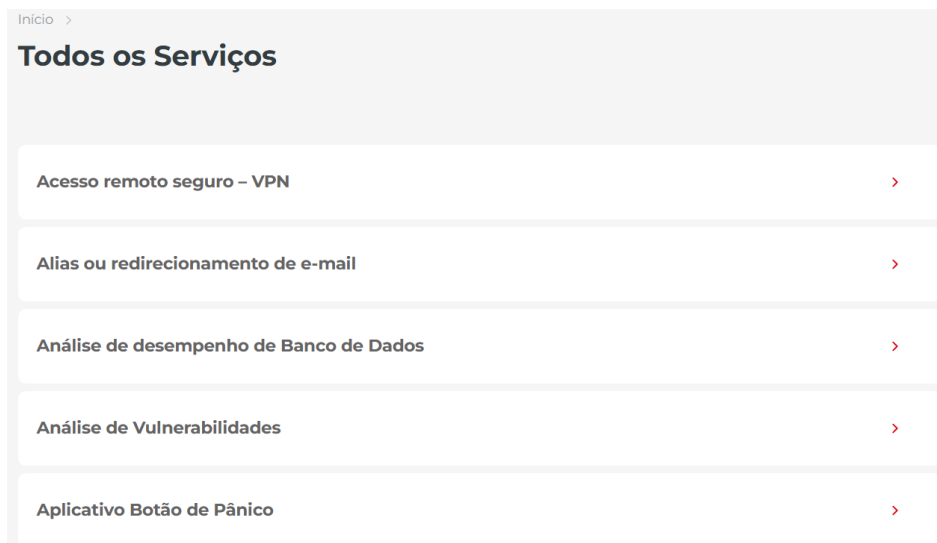 Início >
Todos os Serviços
Acesso remoto seguro – VPN
Alias ou redirecionamento de e-mail
Análise de desempenho de Banco de Dados
Análise de Vulnerabilidades
Aplicativo Botão de Pânico